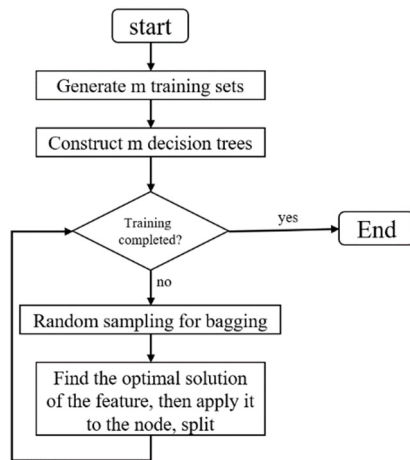 start
Generate m training sets
Construct m decision trees
Training
completed?
yes
End
no
Random sampling for bagging
Find the optimal solution
of the feature, then apply it
to the node, split